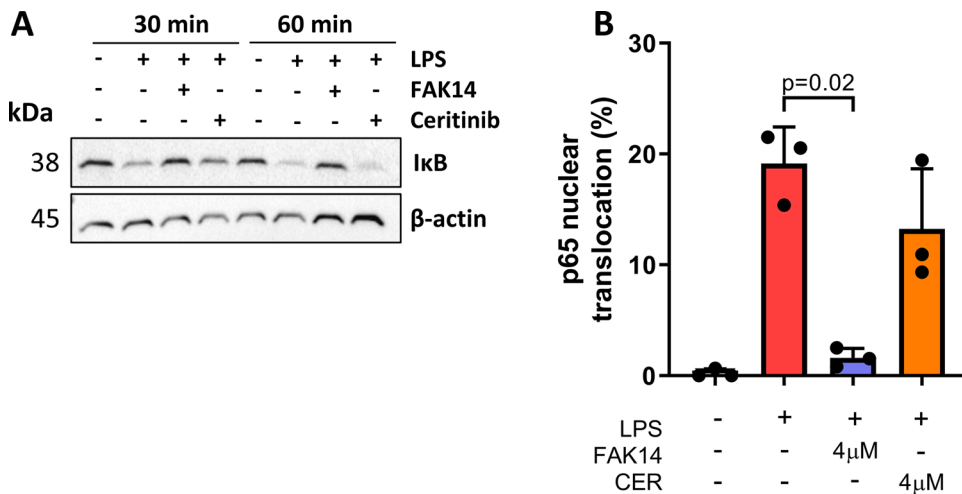 A
30 min 60 min
- + + + - + + + LPS
- - + - - - + - FAK14
kDa
- - - + - - - + Ceritinib
38 IκB
45 β-actin
B
p65 nuclear
translocation (%)
30
20
10
0
p=0.02
LPS - + + +
FAK14 - - 4μM -
CER - - - 4μM